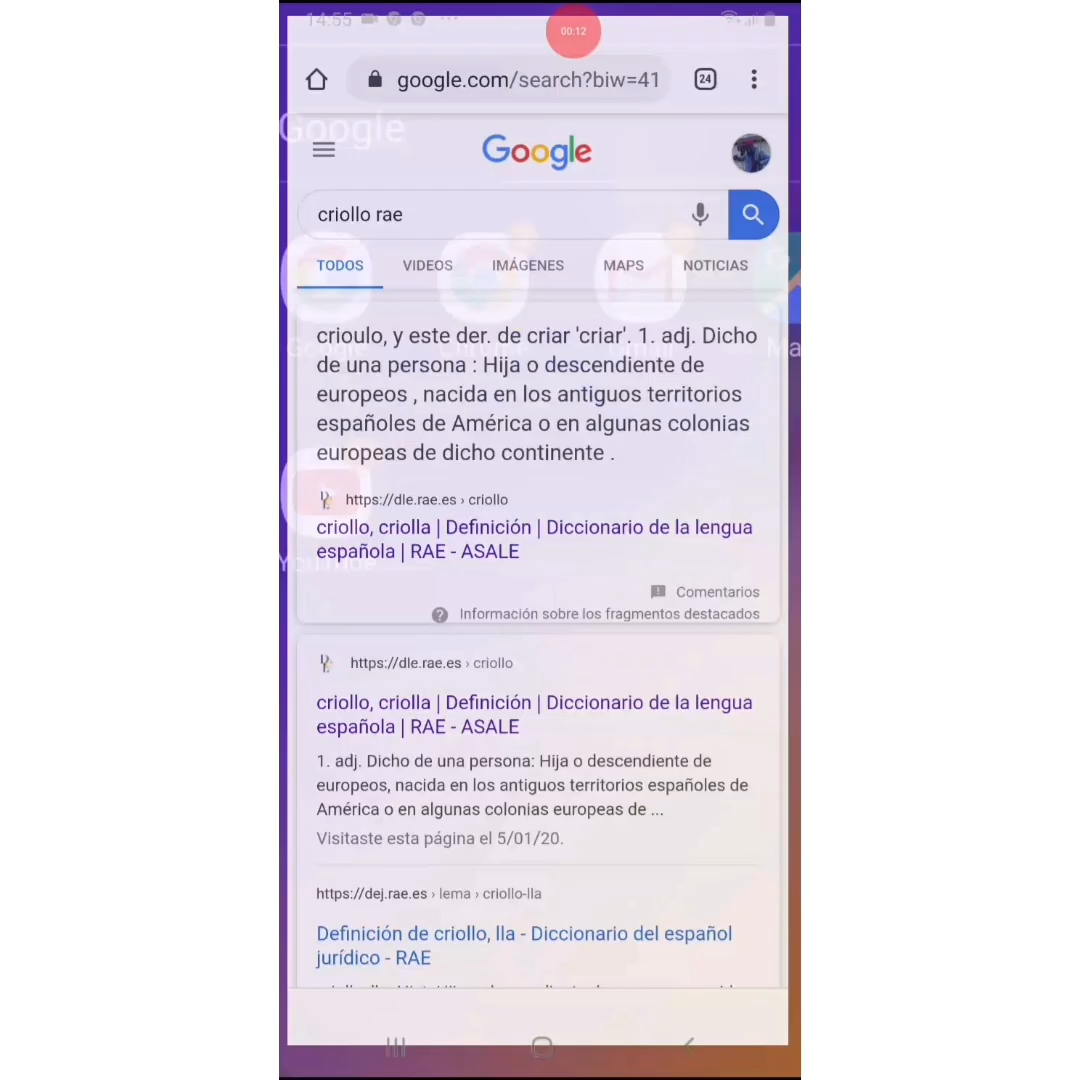 14:55
00:12
google.com/search?biw=41
24
Google
Google
criollo rae
TODOS VIDEOS IMÁGENES MAPS NOTICIAS
crioulo, y este der. de criar 'criar'. 1. adj. Dicho
de una persona : Hija o descendiente de
europeos , nacida en los antiguos territorios
españoles de América o en algunas colonias
europeas de dicho continente .
https://dle.rae.es › criollo
criollo, criolla | Definición | Diccionario de la lengua
española | RAE - ASALE
YouTube
Comentarios
Información sobre los fragmentos destacados
https://dle.rae.es › criollo
criollo, criolla | Definición | Diccionario de la lengua
española | RAE - ASALE
1. adj. Dicho de una persona: Hija o descendiente de
europeos, nacida en los antiguos territorios españoles de
América o en algunas colonias europeas de ...
Visitaste esta página el 5/01/20.
https://dej.rae.es › lema › criollo-lla
Definición de criollo, lla - Diccionario del español
jurídico - RAE